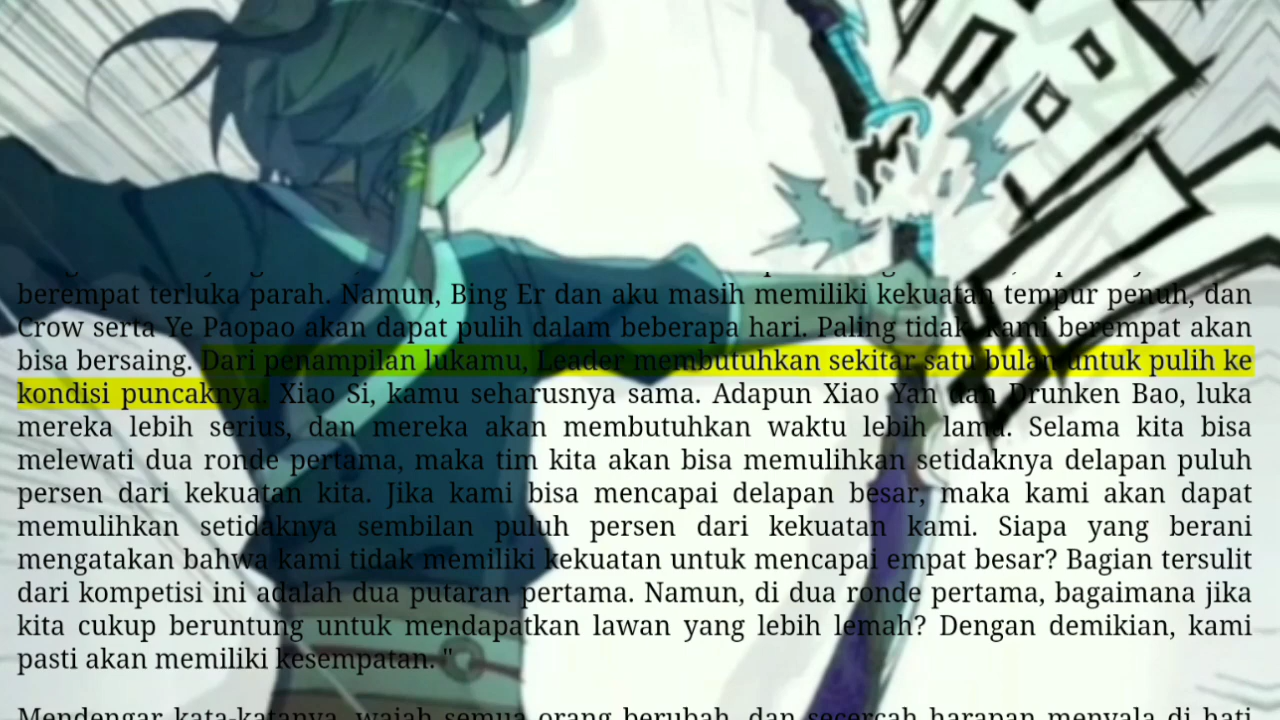 berempat terluka parah. Namun, Bing Er dan aku masih memiliki kekuatan tempur penuh, dan
Crow serta Ye Paopao akan dapat pulih dalam beberapa hari. Paling tidak, kami berempat akan
bisa bersaing. Dari penampilan lukamu, Leader membutuhkan sekitar satu bulan untuk pulih ke
kondisi puncaknya. Xiao Si, kamu seharusnya sama. Adapun Xiao Yan dan Drunken Bao, luka
mereka lebih serius, dan mereka akan membutuhkan waktu lebih lama. Selama kita bisa
melewati dua ronde pertama, maka tim kita akan bisa memulihkan setidaknya delapan puluh
persen dari kekuatan kita. Jika kami bisa mencapai delapan besar, maka kami akan dapat
memulihkan setidaknya sembilan puluh persen dari kekuatan kami. Siapa yang berani
mengatakan bahwa kami tidak memiliki kekuatan untuk mencapai empat besar? Bagian tersulit
dari kompetisi ini adalah dua putaran pertama. Namun, di dua ronde pertama, bagaimana jika
kita cukup beruntung untuk mendapatkan lawan yang lebih lemah? Dengan demikian, kami
pasti akan memiliki kesempatan. "
Mendengar kata-katanya, wajah semua orang berubah, dan secercah harapan menyala di hati